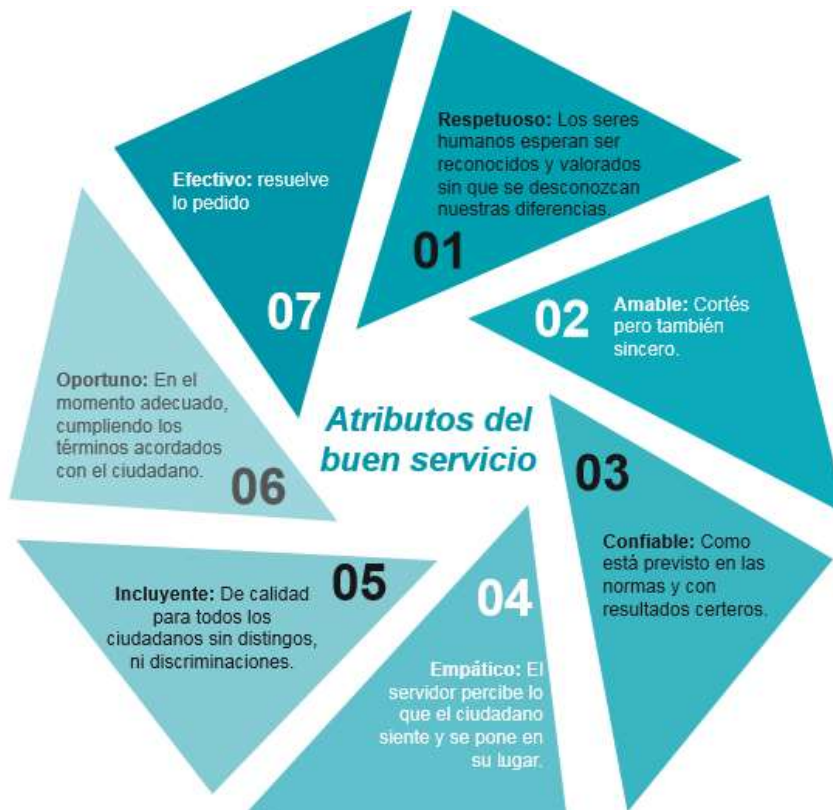 Respetuoso: Los seres
humanos esperan ser
reconocidos y valorados
sin que se desconozcan
nuestras diferencias.
01
02
Amable: Cortés
pero también
sincero.
03
Confiable: Como
está previsto en las
normas y con
resultados certeros.
04
Empático: El
servidor percibe lo
que el ciudadano
siente y se pone en
su lugar.
05
Incluyente: De calidad
para todos los
ciudadanos sin distingos,
ni discriminaciones.
Oportuno: En el
momento adecuado,
cumpliendo los
términos acordados
con el ciudadano.
06
Efectivo: resuelve
lo pedido
07
Atributos del
buen servicio